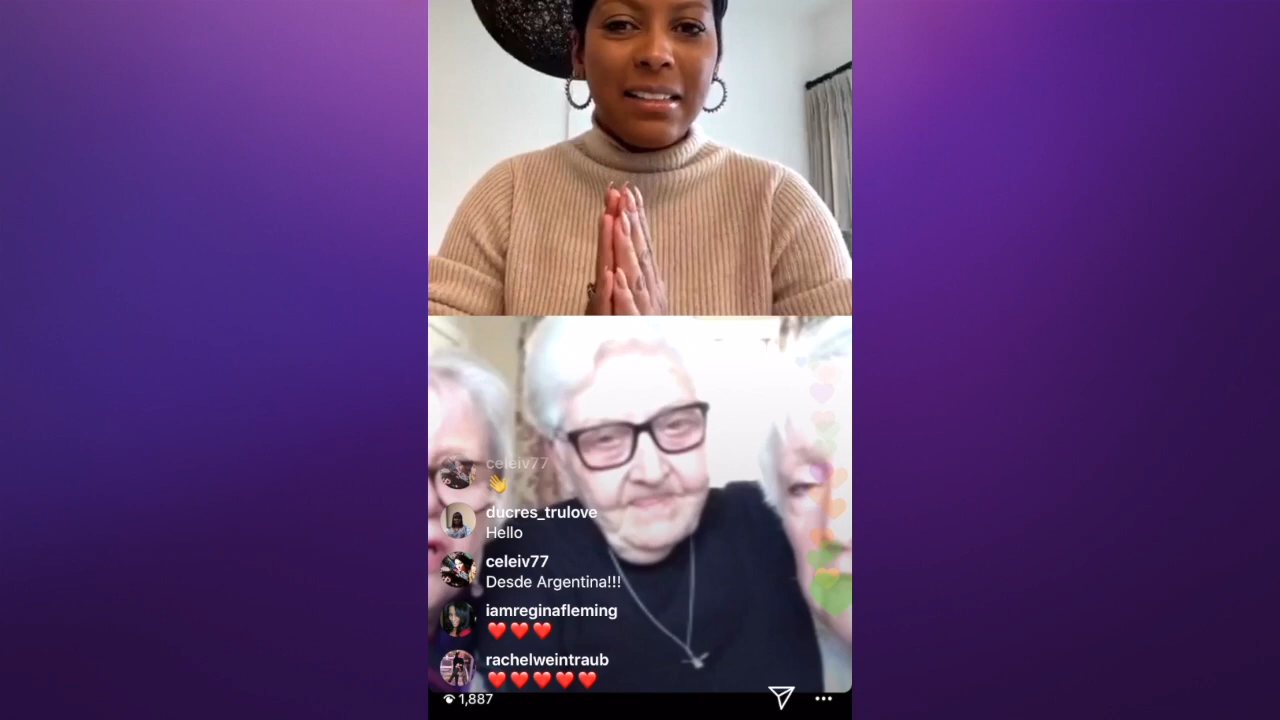 celeiv77
👋
ducres_trulove
Hello
celeiv77
Desde Argentina!!!
iamreginafleming
❤️❤️❤️
rachelweintraub
❤️❤️❤️❤️❤️
1,887